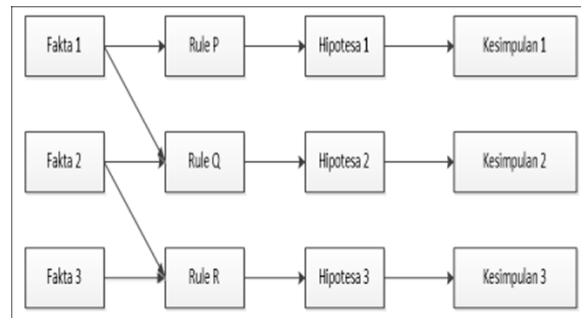 Fakta 1
Rule P
Hipotesa 1
Kesimpulan 1
Fakta 2
Rule Q
Hipotesa 2
Kesimpulan 2
Fakta 3
Rule R
Hipotesa 3
Kesimpulan 3